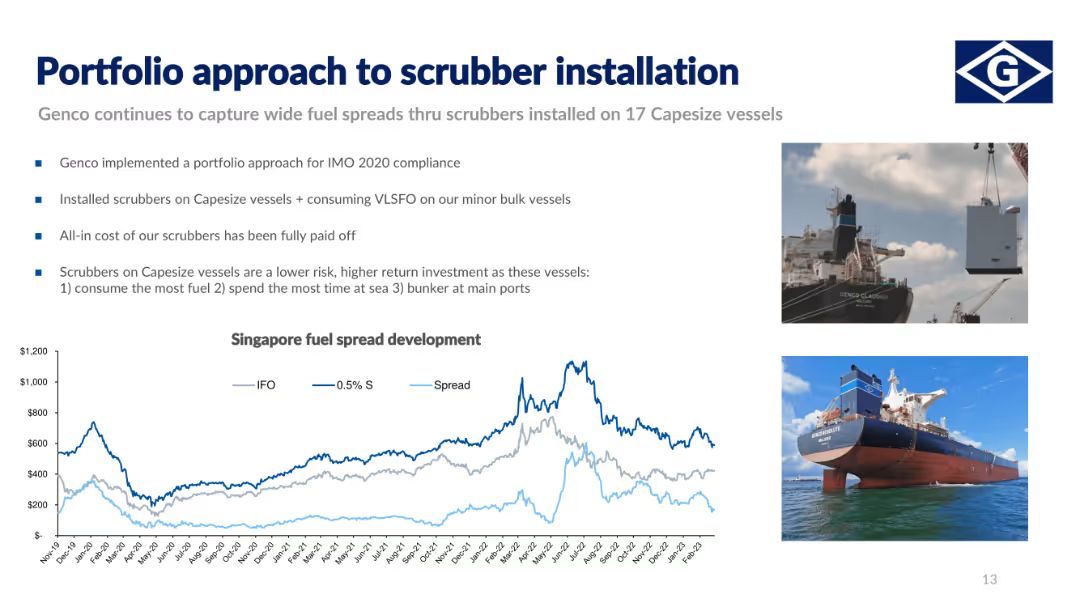 Portfolio approach to scrubber installation
G
Genco continues to capture wide fuel spreads thru scrubbers installed on 17 Capesize vessels
Genco implemented a portfolio approach for IMO 2020 compliance
Installed scrubbers on Capesize vessels + consuming VLSFO on our minor bulk vessels
All-in cost of our scrubbers has been fully paid off
Scrubbers on Capesize vessels are a lower risk, higher return investment as these vessels:
1) consume the most fuel 2) spend the most time at sea 3) bunker at main ports
GENCO CLAUDIUS
Singapore fuel spread development
IFO
0.5% S
Spread
$1,200
$1,000
$800
$600
$400
$200
$-
Nov-19
Dec-19
Jan-20
Feb-20
Mar-20
Apr-20
May-20
Jun-20
Jul-20
Aug-20
Sep-20
Oct-20
Nov-20
Dec-20
Jan-21
Feb-21
Mar-21
Apr-21
May-21
Jun-21
Jul-21
Aug-21
Sep-21
Oct-21
Nov-21
Dec-21
Jan-22
Feb-22
Mar-22
Apr-22
May-22
Jun-22
Jul-22
Aug-22
Sep-22
Oct-22
Nov-22
Dec-22
Jan-23
Feb-23
13